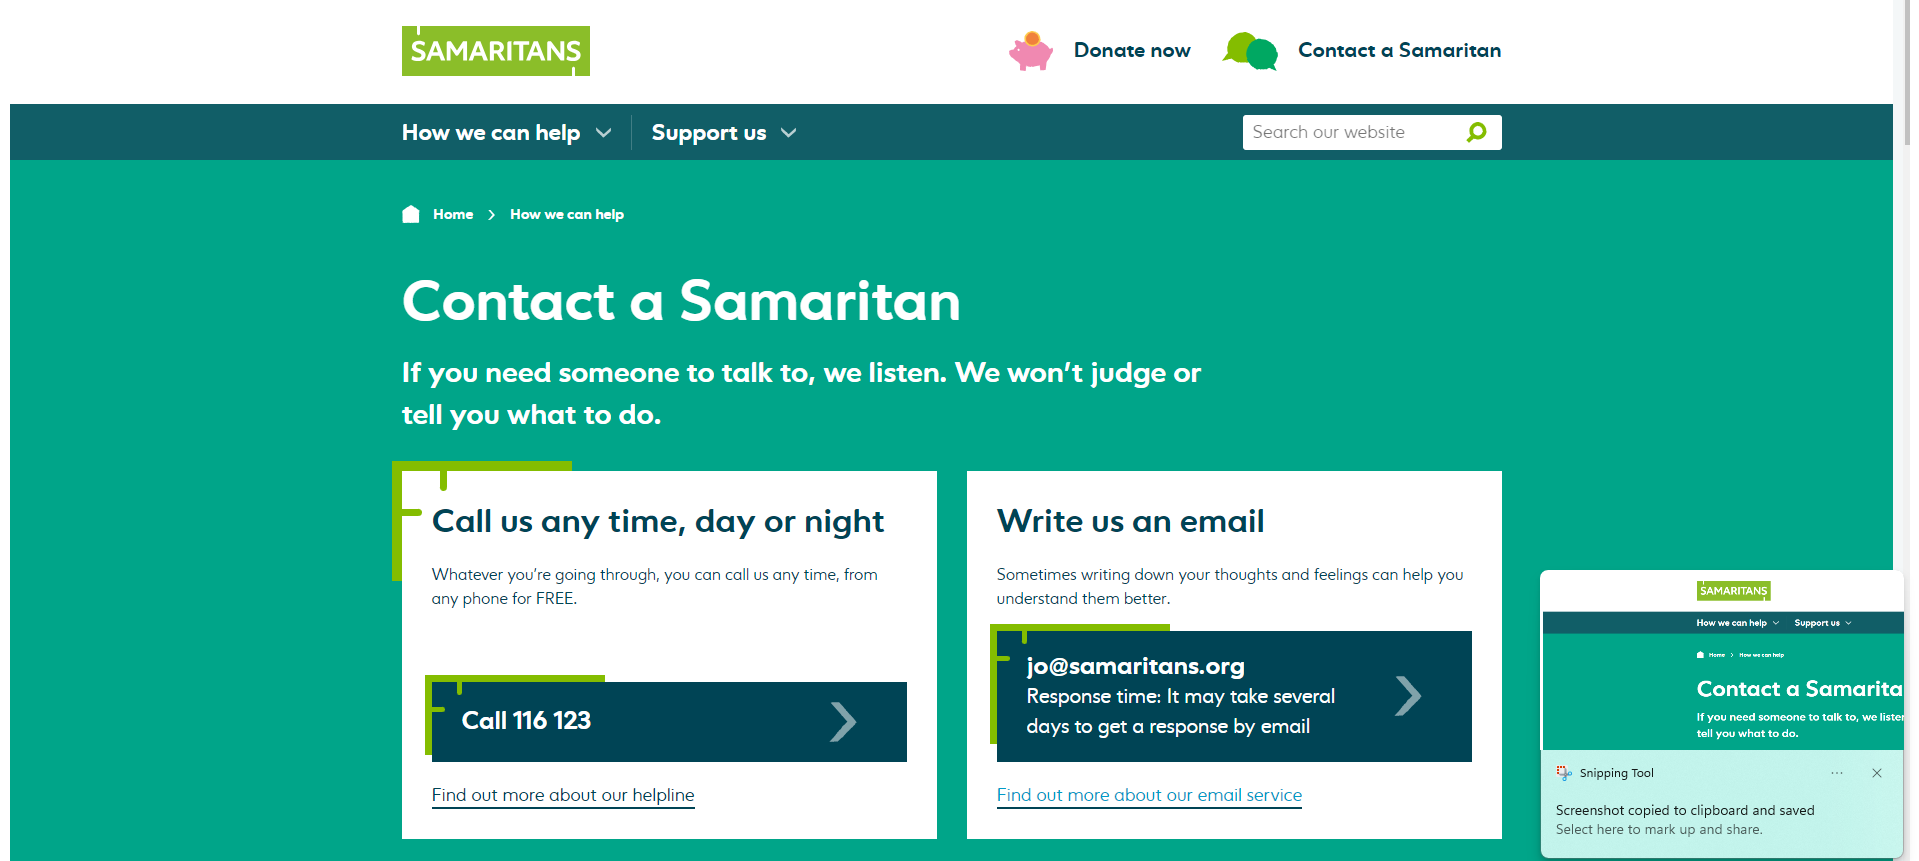 SAMARITANS
Donate now
Contact a Samaritan
How we can help
Support us
Search our website
Home
How we can help
Contact a Samaritan
If you need someone to talk to, we listen. We won’t judge or
tell you what to do.
Call us any time, day or night
Whatever you’re going through, you can call us any time, from
any phone for FREE.
Call 116 123
Find out more about our helpline
Write us an email
Sometimes writing down your thoughts and feelings can help you
understand them better.
jo@samaritans.org
Response time: It may take several
days to get a response by email
Find out more about our email service
SAMARITANS
How we can help
Support us
Home
How we can help
Contact a Samarita
If you need someone to talk to, we listen
tell you what to do.
Snipping Tool
Screenshot copied to clipboard and saved
Select here to mark up and share.